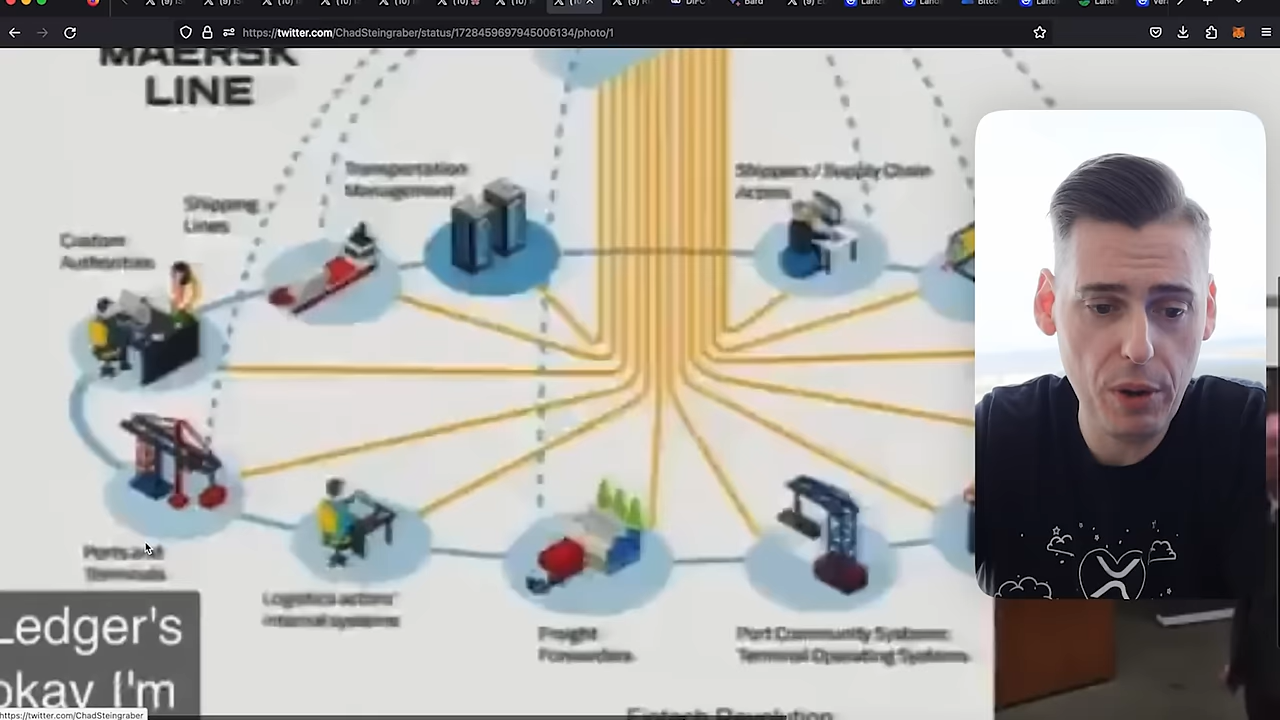 https://twitter.com/ChadSteingraber/status/1728459697945006134/photo/1
MAERSK
LINE
Transportation
Management
Shippers / Supply Chain
Actors
Shipping
Lines
Custom
Authorities
Ports and
Terminals
Logistics actors'
internal systems
Freight
Forwarders
Port Community Systems
Terminal Operating Systems
Ledger's
okay I'm
Fintech Revolution
https://twitter.com/ChadSteingraber